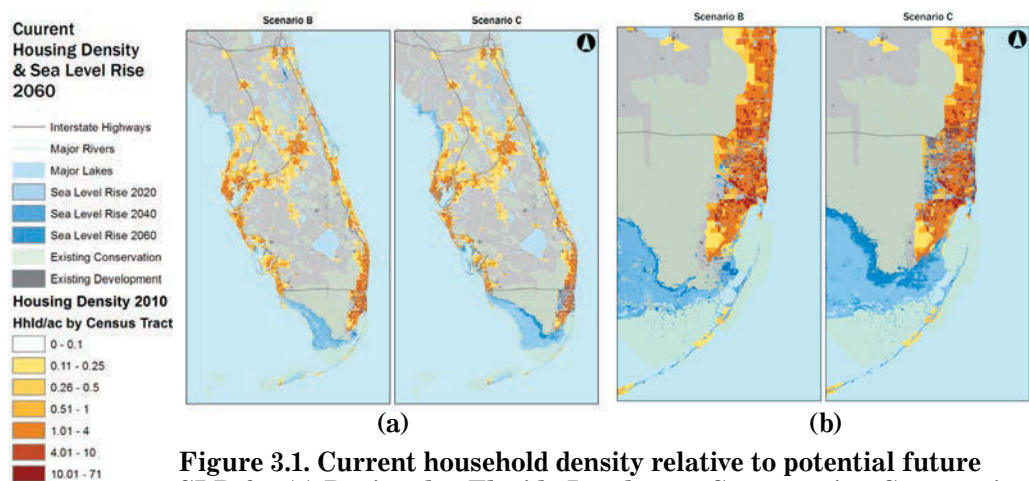 Cuurent
Housing Density
& Sea Level Rise
2060
Interstate Highways
Major Rivers
Major Lakes
Sea Level Rise 2020
Sea Level Rise 2040
Sea Level Rise 2060
Existing Conservation
Existing Development
Housing Density 2010
Hhld/ac by Census Tract
0 - 0.1
0.11 - 0.25
0.26 - 0.5
0.51 - 1
1.01 - 4
4.01 - 10
10.01 - 71
Scenario B
Scenario C
(a)
Scenario B
Scenario C
(b)
Figure 3.1. Current household density relative to potential future